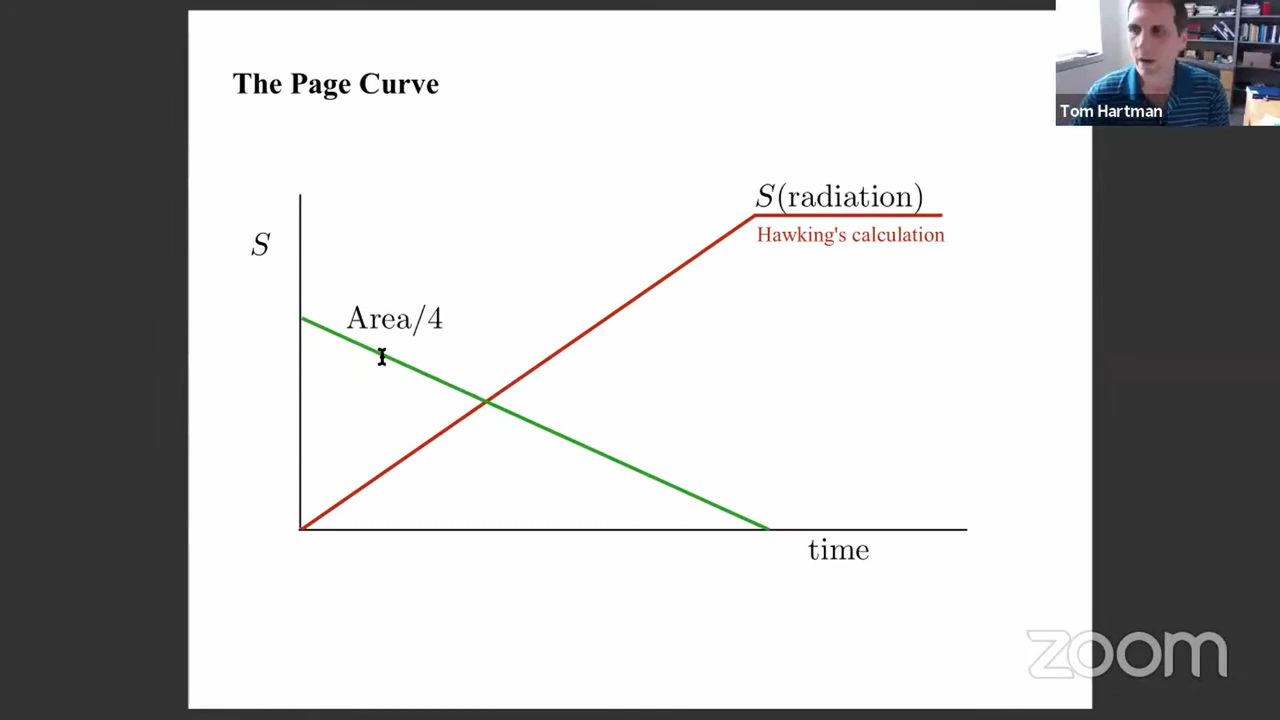 The Page Curve
Tom Hartman
S(radiation)
Hawking's calculation
S
Area/4
time
zoom